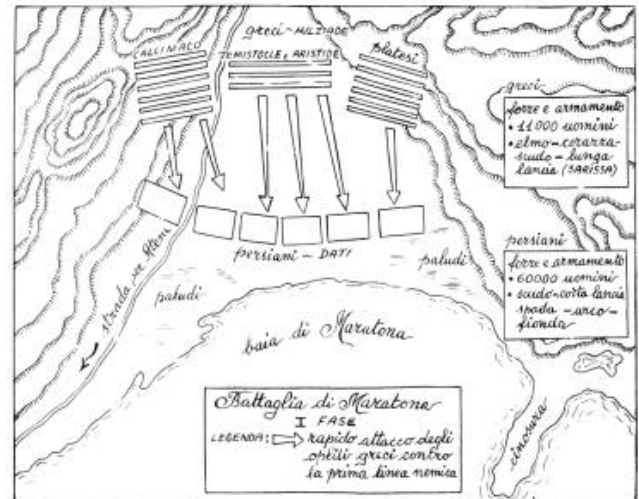 greci - MILZIADE
CALLIMACO
TEMISTOLLE e ARISTIDE
platesi
greci
forze e armamento
• 11000 uomini
• elmo-corazza-
scudo-lunga
lancia (SARISSA)
persiani - DATI
persiani
forze e armamento
• 60000 uomini
• scudo-corta lancia
spada-arco-
fionda
strada per Atene
paludi
paludi
baia di Maratona
cinosura
Battaglia di Maratona
I FASE
LEGENDA: rapido attacco degli
opliti greci contro
la prima linea nemica